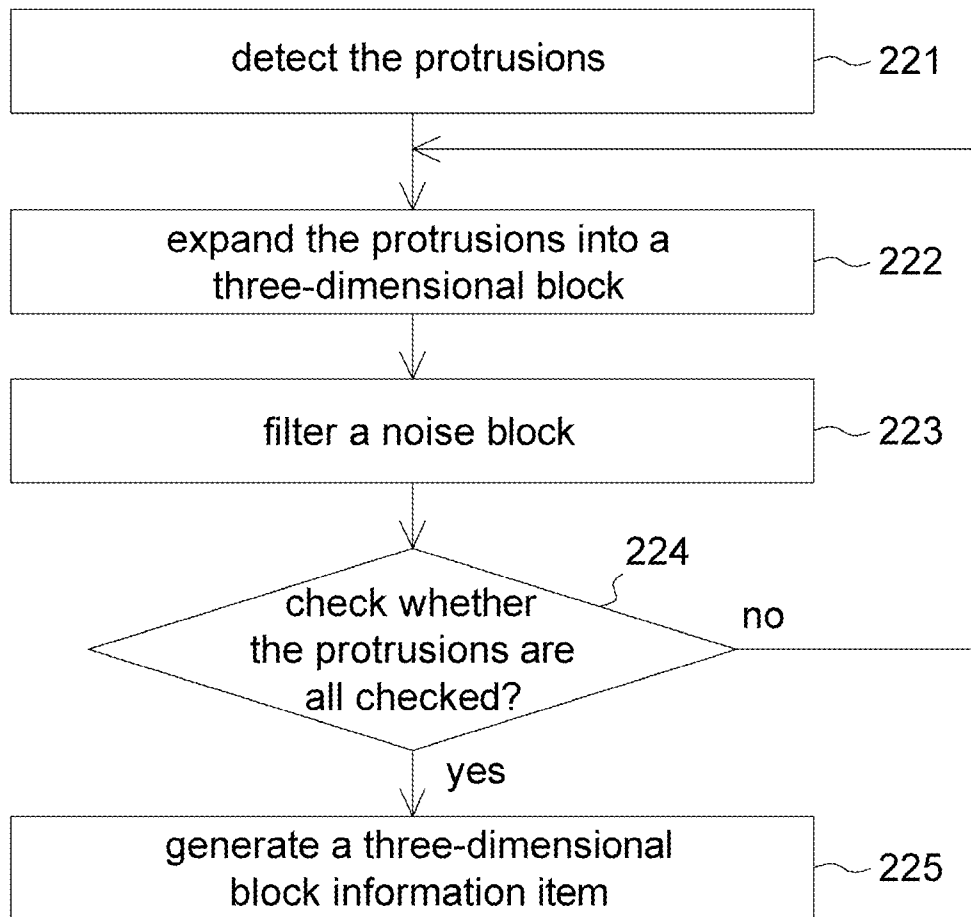 detect the protrusions
221
expand the protrusions into a
three-dimensional block
222
filter a noise block
223
224
check whether
the protrusions are
all checked?
no
yes
generate a three-dimensional
block information item
225